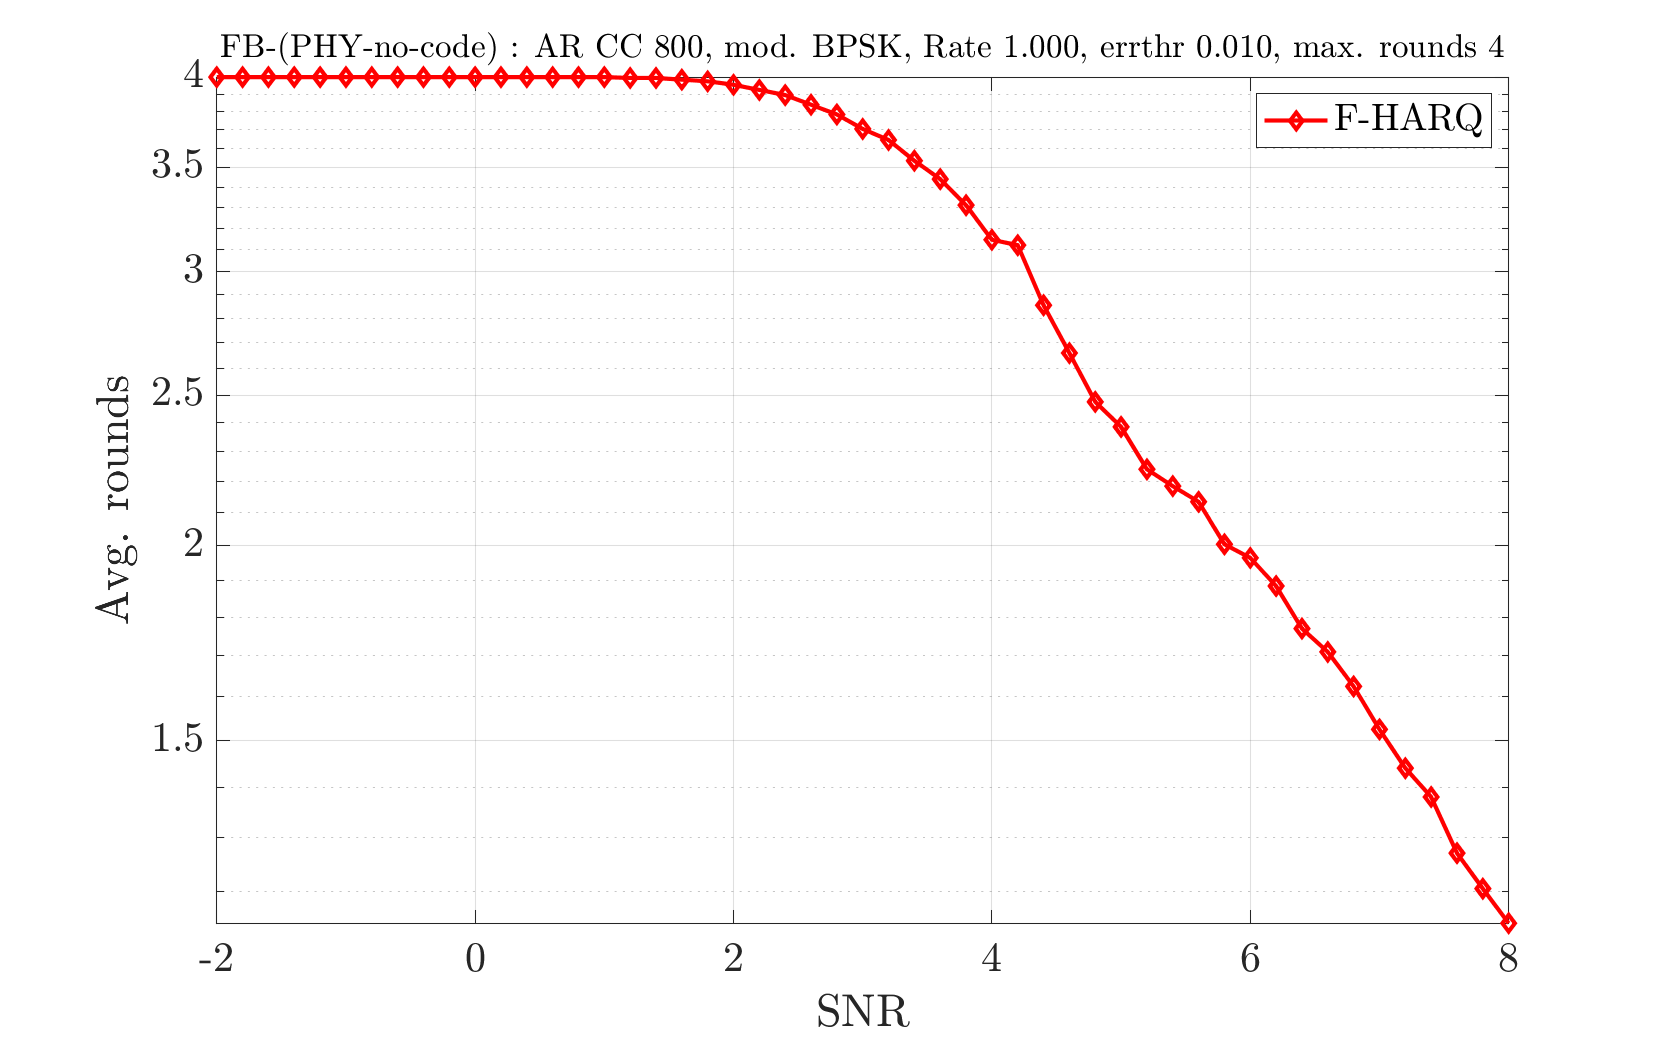 FB-(PHY-no-code) : AR CC 800, mod. BPSK, Rate 1.000, errthr 0.010, max. rounds 4
F-HARQ
4
3.5
3
2.5
2
1.5
Avg. rounds
-2 0 2 4 6 8
SNR